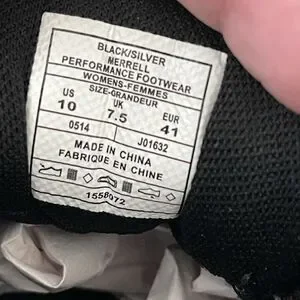 BLACK/SILVER
MERRELL
PERFORMANCE FOOTWEAR
WOMENS-FEMMES
SIZE-GRANDEUR
US UK EUR
10 7.5 41
0514 J01632
MADE IN CHINA
FABRIQUE EN CHINE
1558072